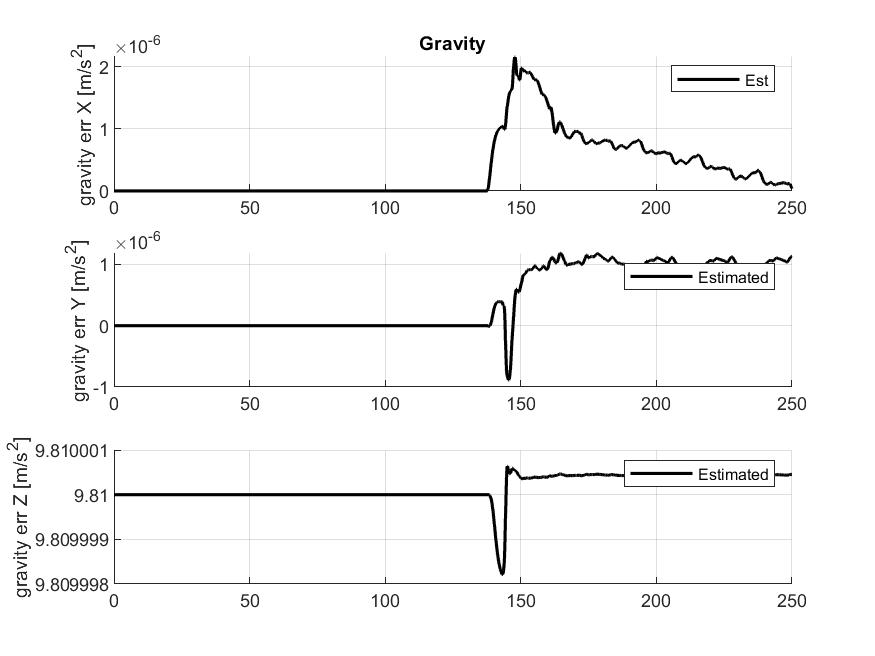 Gravity
×10-6
gravity err X [m/s2]
2
1
0
Est
0 50 100 150 200 250
×10-6
gravity err Y [m/s2]
1
0
-1
Estimated
0 50 100 150 200 250
gravity err Z [m/s2]
9.810001
9.81
9.809999
9.809998
Estimated
0 50 100 150 200 250